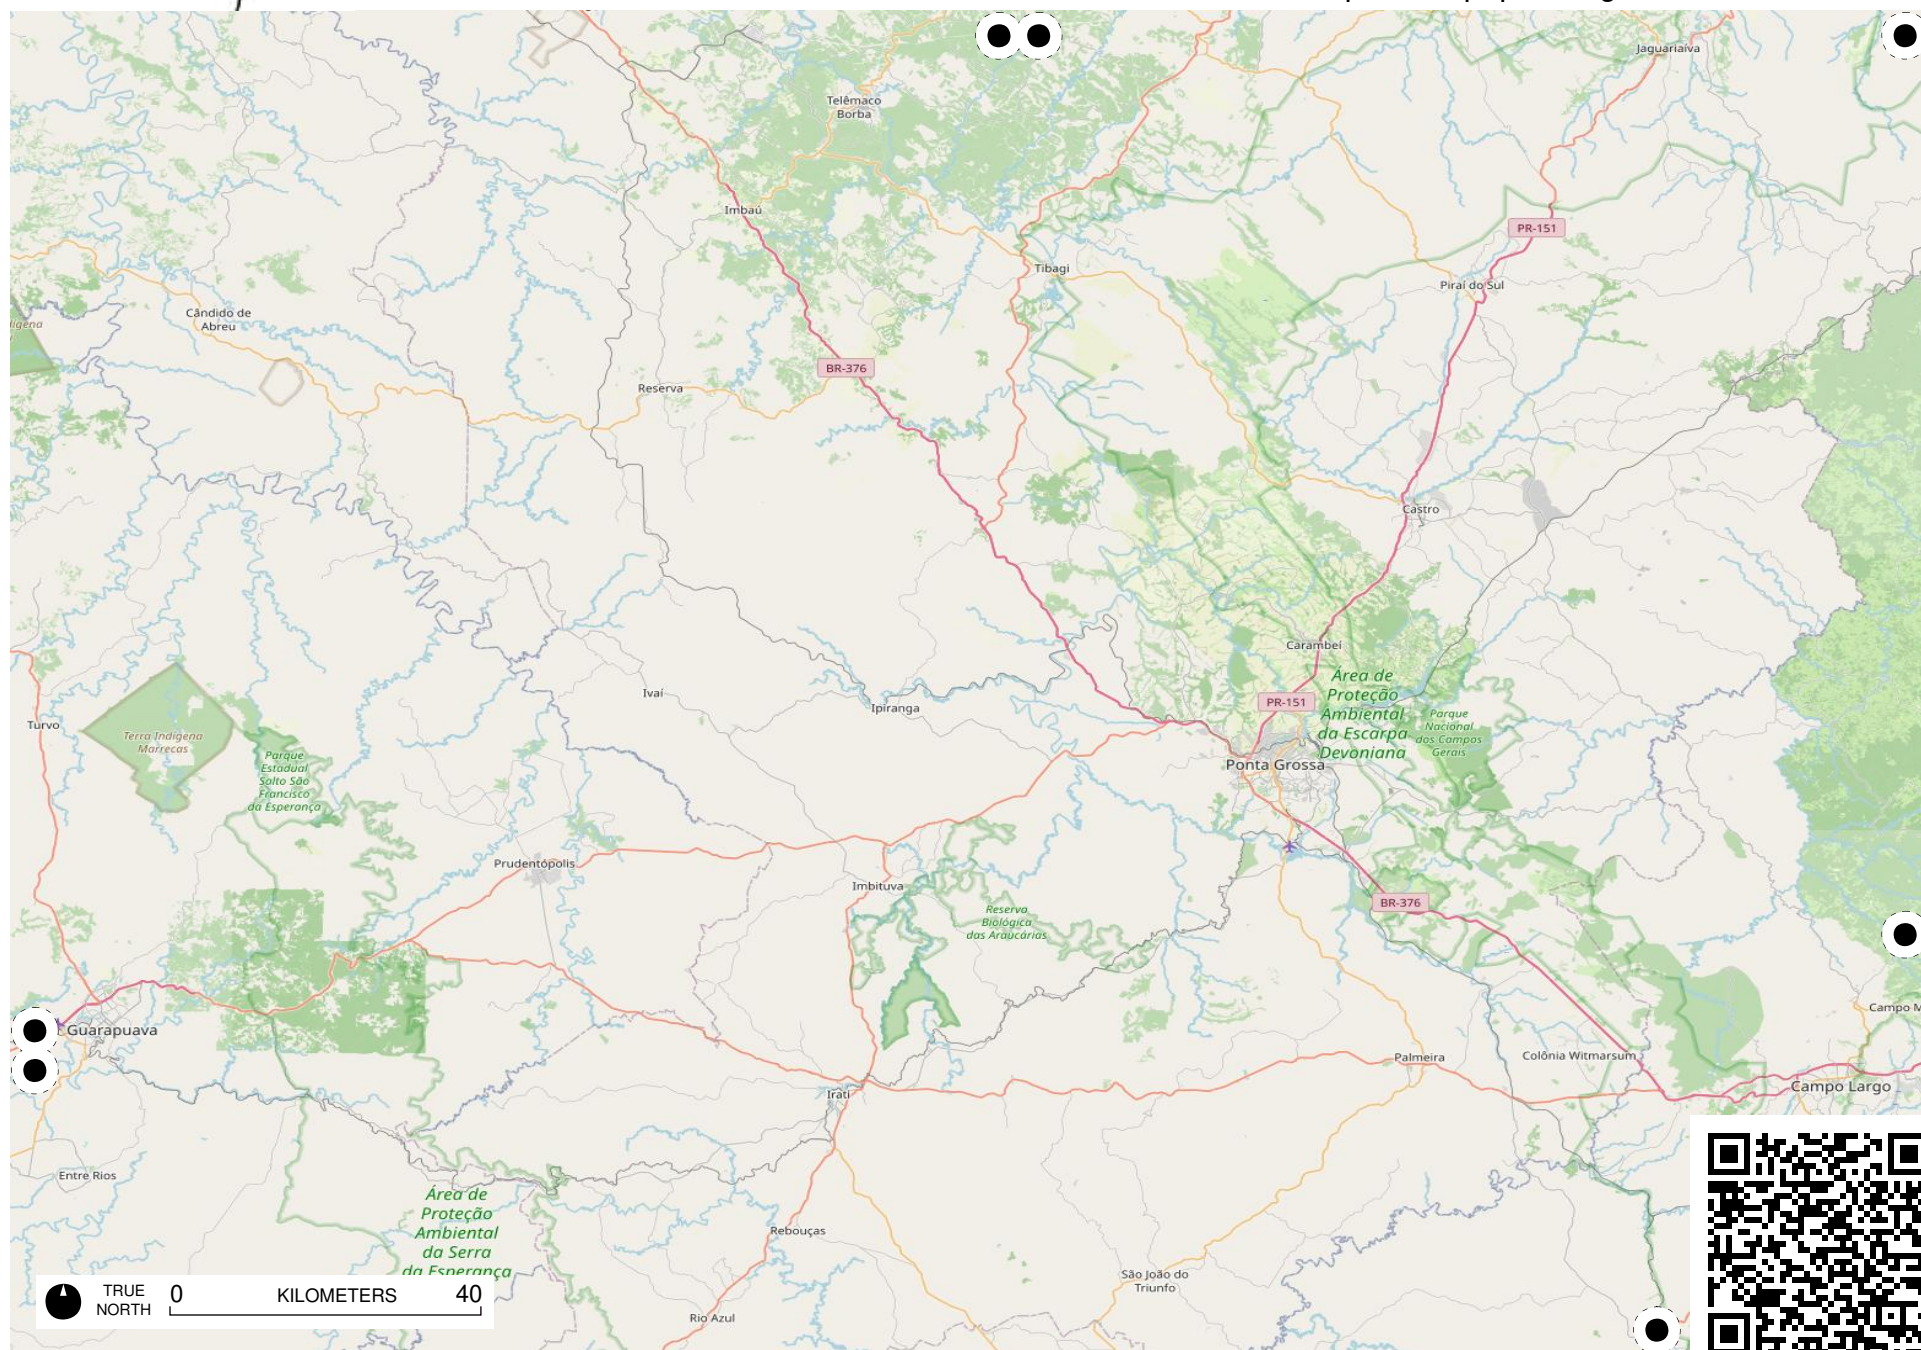 Jaguariaíva
Telêmaco
Borba
Imbaú
PR-151
Tibagi
Piraí do Sul
Cândido de
Abreu
BR-376
Reserva
Castro
Carambeí
Área de
Proteção
Ambiental
da Escarpa
Devoniana
Ivaí
PR-151
Ipiranga
Parque
Nacional
dos Campos
Gerais
Turvo
Terra Indígena
Marrecas
Parque
Estadual
Salto São
Francisco
da Esperança
Ponta Grossa
Prudentópolis
Imbituva
BR-376
Reserva
Biológica
das Araucárias
Campo
Guarapuava
Palmeira
Colônia Witmarsum
Campo Largo
Irati
Entre Rios
Área de
Proteção
Ambiental
da Serra
da Esperança
Rebouças
São João do
Triunfo
Rio Azul
TRUE
NORTH
0 KILOMETERS 40